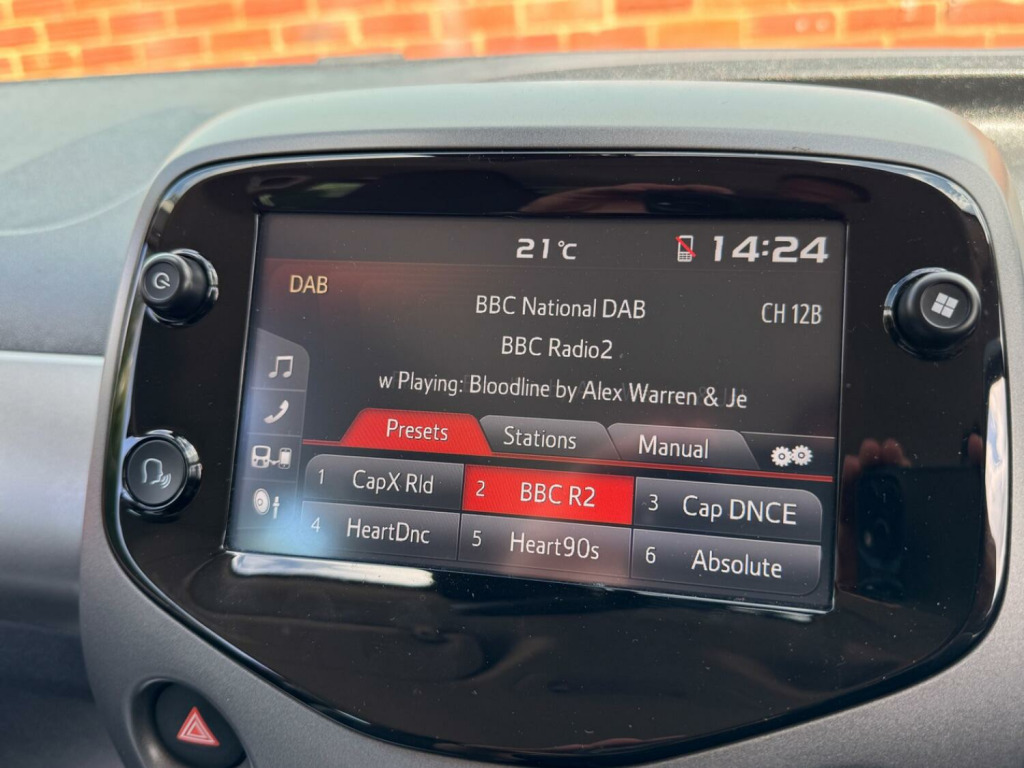 21°C 14:24
DAB
BBC National DAB CH 12B
BBC Radio2
w Playing: Bloodline by Alex Warren & Je
Presets Stations Manual
1 CapX Rld 2 BBC R2 3 Cap DNCE
4 HeartDnc 5 Heart90s 6 Absolute